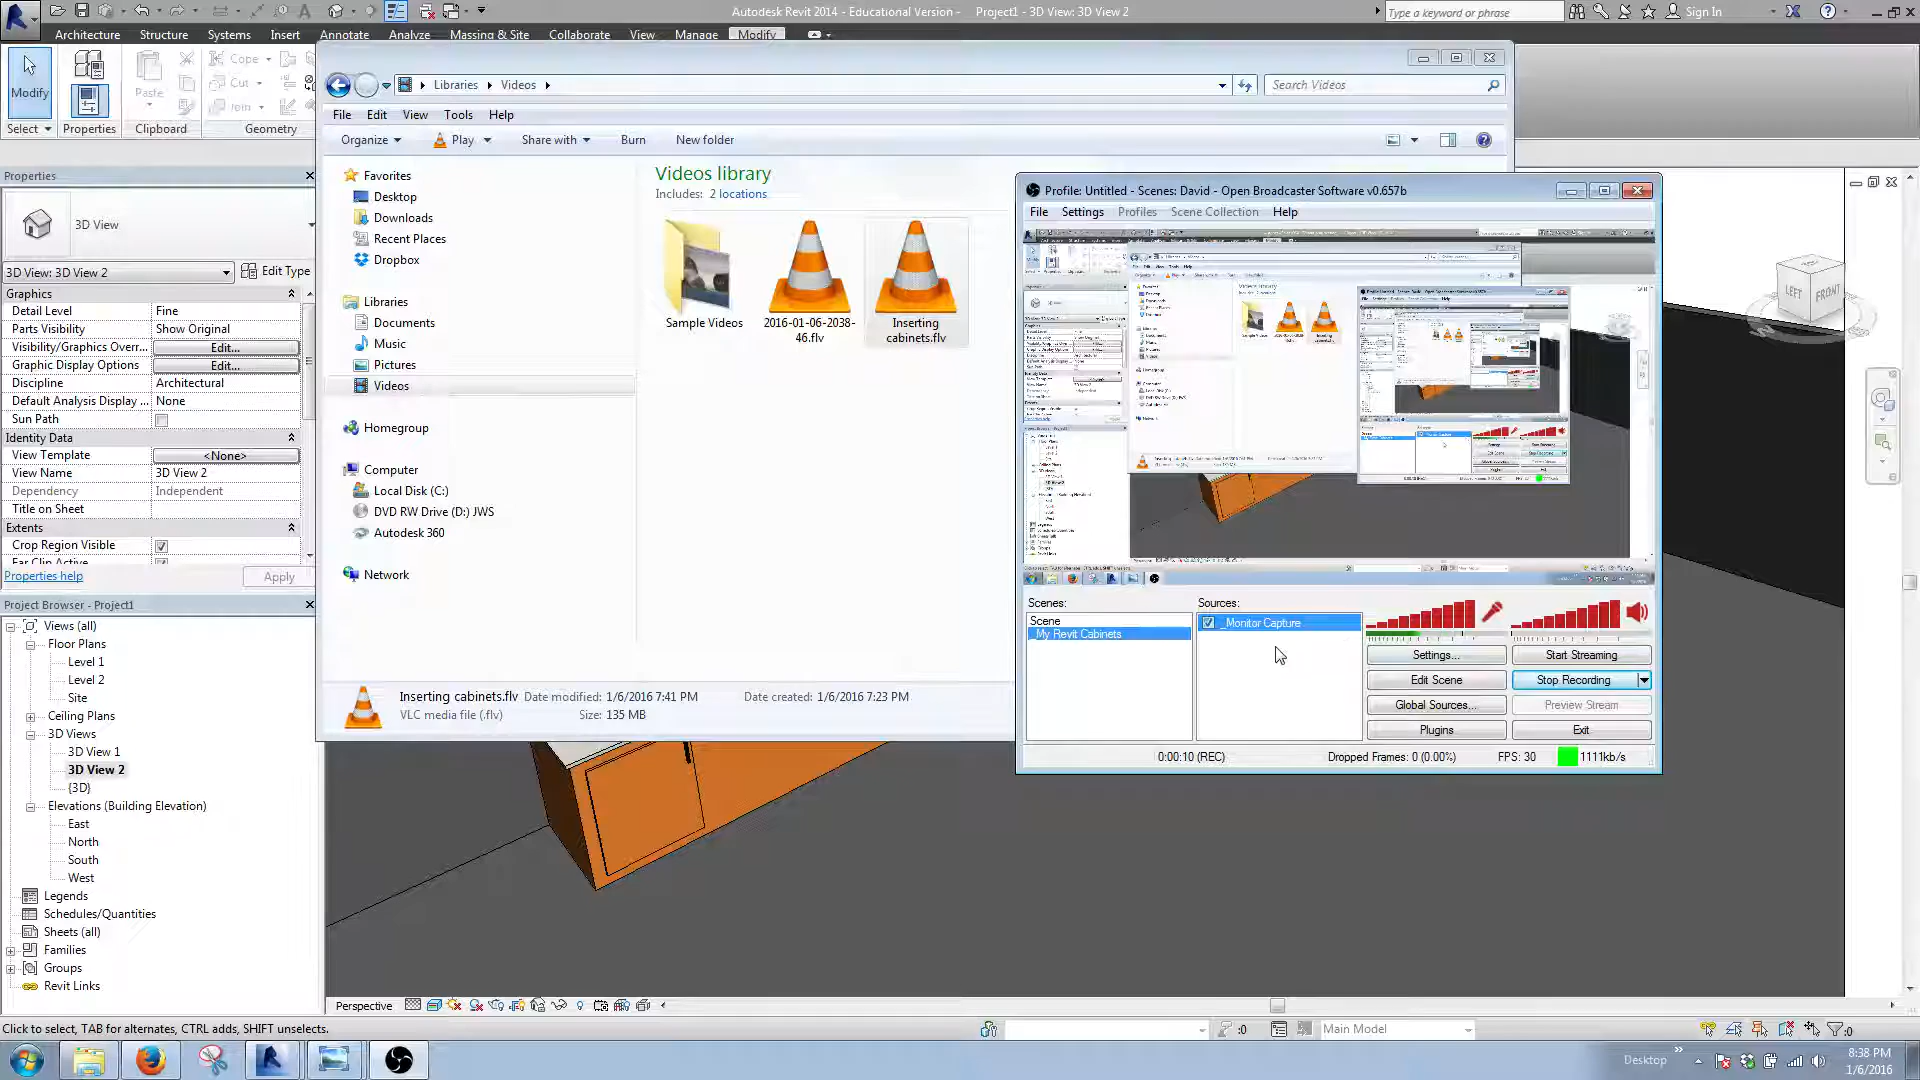 Autodesk Revit 2014 - Educational Version - Project1 - 3D View: 3D View 2
Type a keyword or phrase
Sign In
Architecture Structure Systems Insert Annotate Analyze Massing & Site Collaborate View Manage Modify
Modify
Paste
Cope
Cut
Join
Select Properties Clipboard Geometry
Properties
3D View
3D View: 3D View 2
Edit Type
Graphics
Detail Level Fine
Parts Visibility Show Original
Visibility/Graphics Overr... Edit...
Graphic Display Options Edit...
Discipline Architectural
Default Analysis Display ... None
Sun Path
Identity Data
View Template <None>
View Name 3D View 2
Dependency Independent
Title on Sheet
Extents
Crop Region Visible
Far Clip Active
Properties help
Apply
Project Browser - Project1
Views (all)
Floor Plans
Level 1
Level 2
Site
Ceiling Plans
3D Views
3D View 1
3D View 2
{3D}
Elevations (Building Elevation)
East
North
South
West
Legends
Schedules/Quantities
Sheets (all)
Families
Groups
Revit Links
Libraries Videos
Search Videos
File Edit View Tools Help
Organize Play Share with Burn New folder
Favorites
Desktop
Downloads
Recent Places
Dropbox
Libraries
Documents
Music
Pictures
Videos
Homegroup
Computer
Local Disk (C:)
DVD RW Drive (D:) JWS
Autodesk 360
Network
Videos library
Includes: 2 locations
Sample Videos
2016-01-06-2038-
46.flv
Inserting
cabinets.flv
Inserting cabinets.flv Date modified: 1/6/2016 7:41 PM Date created: 1/6/2016 7:23 PM
VLC media file (.flv) Size: 135 MB
Profile: Untitled - Scenes: David - Open Broadcaster Software v0.657b
File Settings Profiles Scene Collection Help
Scenes:
Scene
My Revit Cabinets
Sources:
_Monitor Capture
Settings... Start Streaming
Edit Scene Stop Recording
Global Sources... Preview Stream
Plugins Exit
0:00:10 (REC) Dropped Frames: 0 (0.00%) FPS: 30 1111kb/s
LEFT FRONT
Perspective
Click to select, TAB for alternates, CTRL adds, SHIFT unselects.
:0
Main Model
:0
Desktop
8:38 PM
1/6/2016